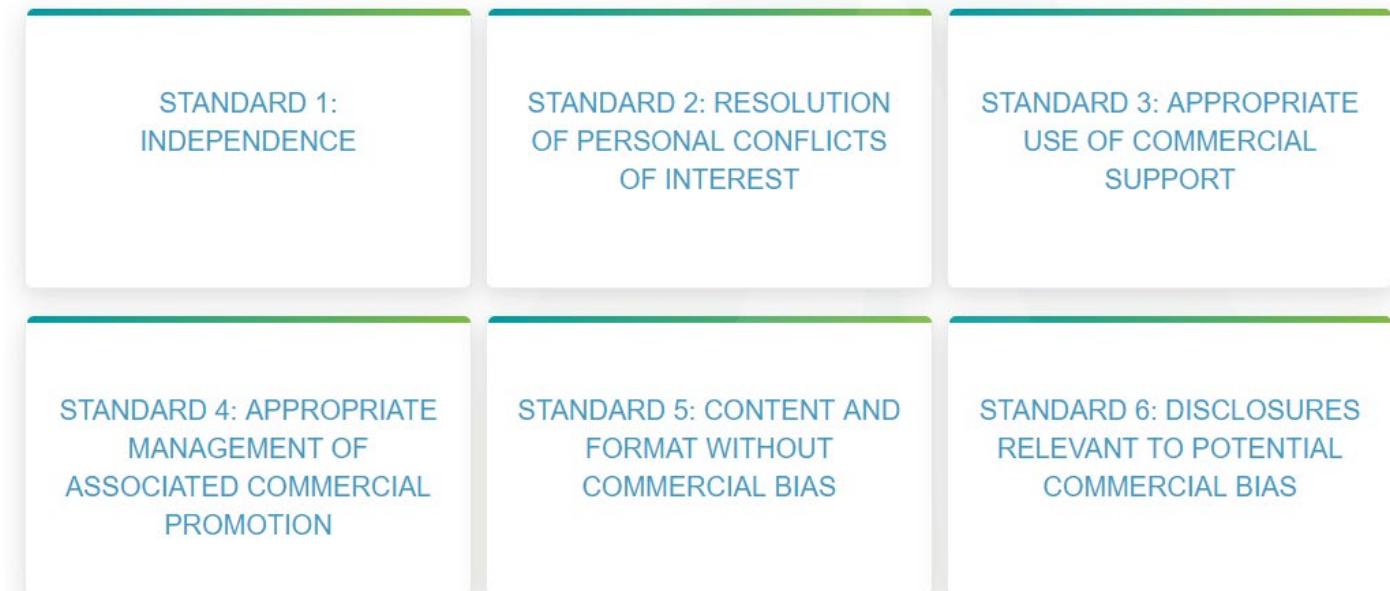 STANDARD 1:
INDEPENDENCE
STANDARD 2: RESOLUTION
OF PERSONAL CONFLICTS
OF INTEREST
STANDARD 3: APPROPRIATE
USE OF COMMERCIAL
SUPPORT
STANDARD 4: APPROPRIATE
MANAGEMENT OF
ASSOCIATED COMMERCIAL
PROMOTION
STANDARD 5: CONTENT AND
FORMAT WITHOUT
COMMERCIAL BIAS
STANDARD 6: DISCLOSURES
RELEVANT TO POTENTIAL
COMMERCIAL BIAS